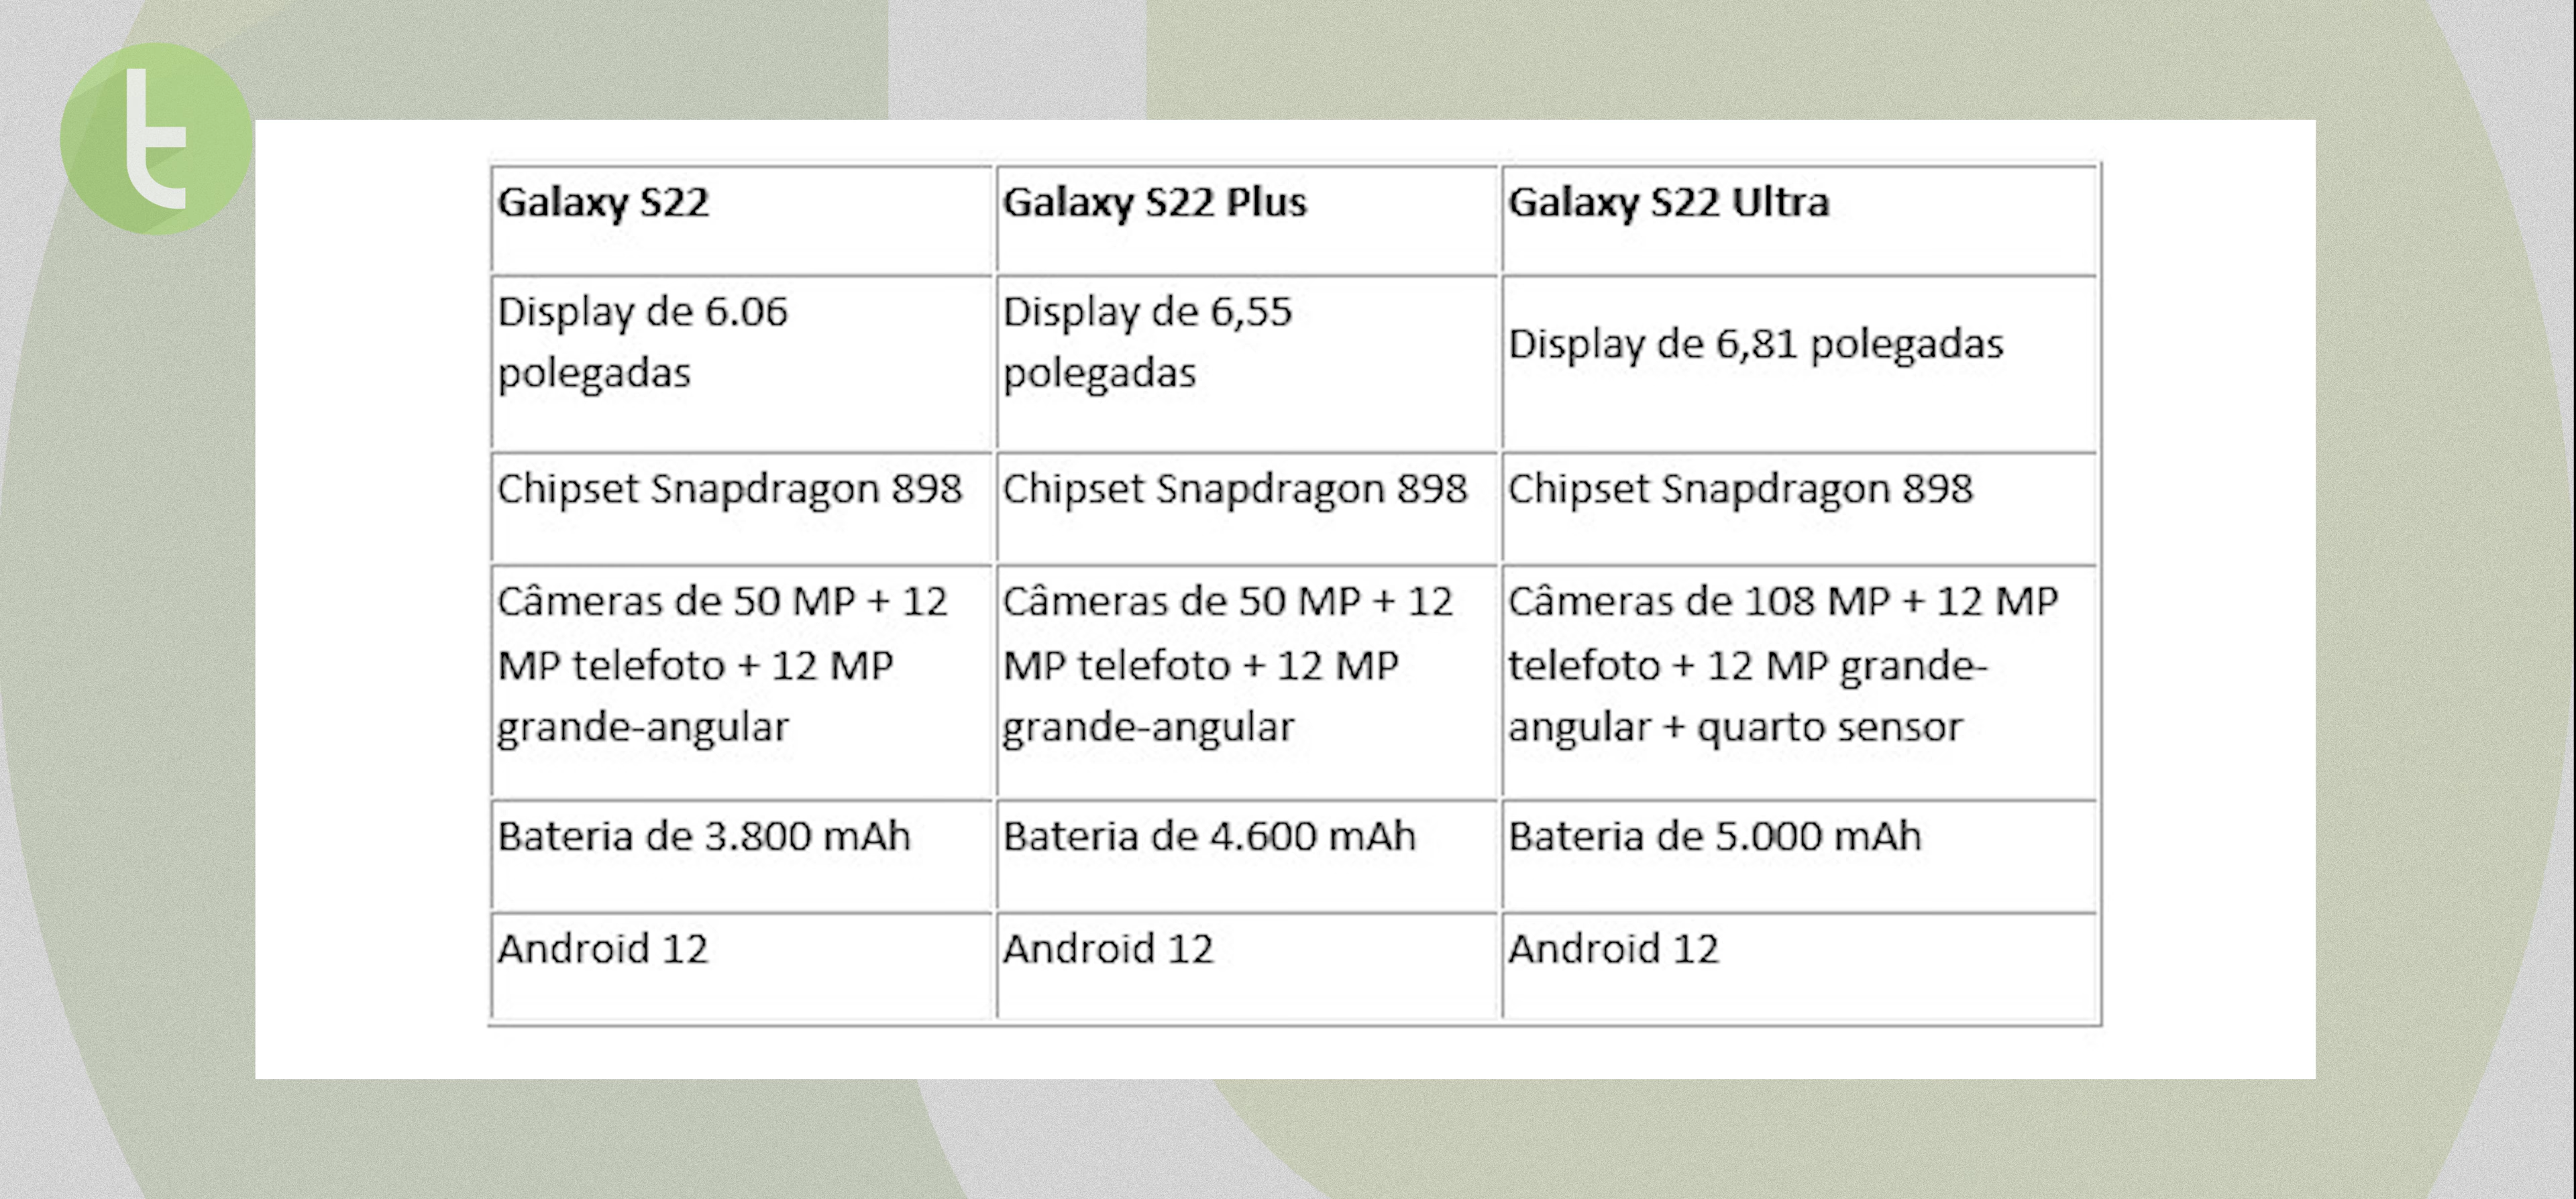 t
Galaxy S22
Galaxy S22 Plus
Galaxy S22 Ultra
Display de 6.06
polegadas
Display de 6,55
polegadas
Display de 6,81 polegadas
Chipset Snapdragon 898
Chipset Snapdragon 898
Chipset Snapdragon 898
Câmeras de 50 MP + 12
MP telefoto + 12 MP
grande-angular
Câmeras de 50 MP + 12
MP telefoto + 12 MP
grande-angular
Câmeras de 108 MP + 12 MP
telefoto + 12 MP grande-
angular + quarto sensor
Bateria de 3.800 mAh
Bateria de 4.600 mAh
Bateria de 5.000 mAh
Android 12
Android 12
Android 12